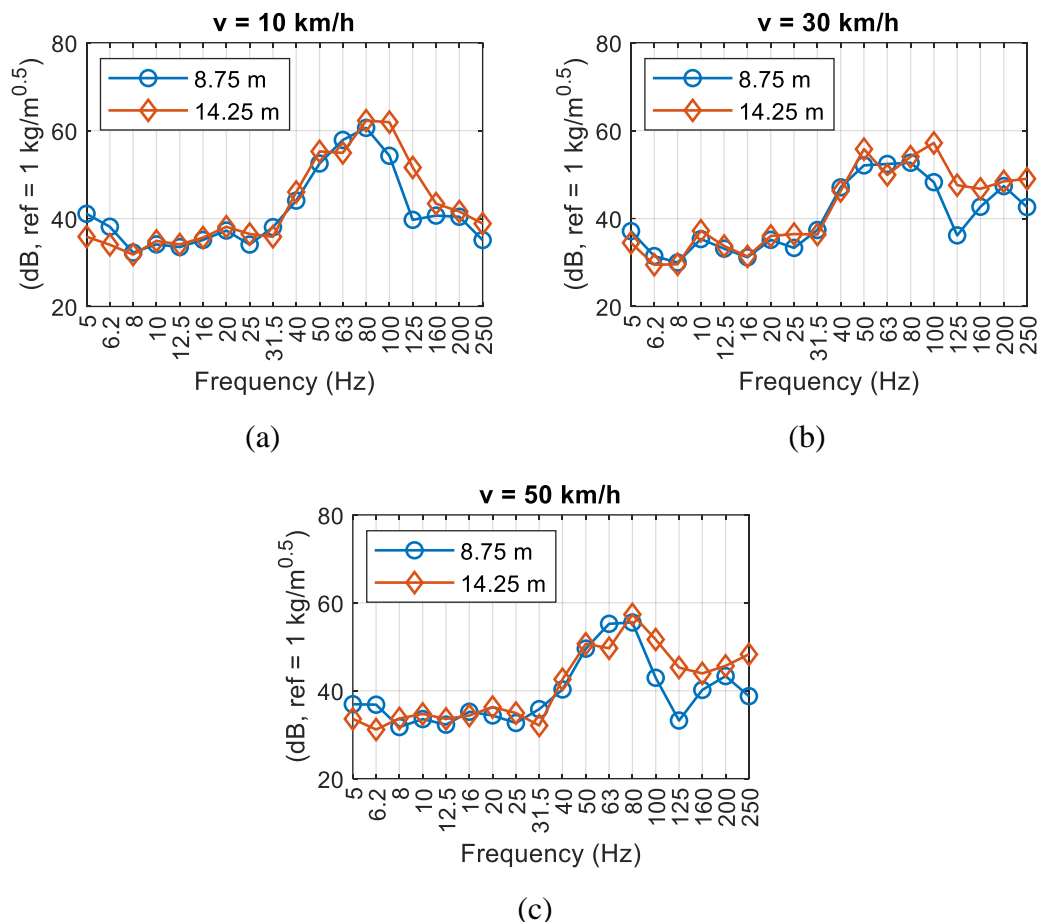 v = 10 km/h
(dB, ref = 1 kg/m^0.5)
80
60
40
20
8.75 m
14.25 m
5 6.2 8 10 12.5 16 20 25 31.5 40 50 63 80 100 125 160 200 250
Frequency (Hz)
(a)
v = 30 km/h
(dB, ref = 1 kg/m^0.5)
80
60
40
20
8.75 m
14.25 m
5 6.2 8 10 12.5 16 20 25 31.5 40 50 63 80 100 125 160 200 250
Frequency (Hz)
(b)
v = 50 km/h
(dB, ref = 1 kg/m^0.5)
80
60
40
20
8.75 m
14.25 m
5 6.2 8 10 12.5 16 20 25 31.5 40 50 63 80 100 125 160 200 250
Frequency (Hz)
(c)